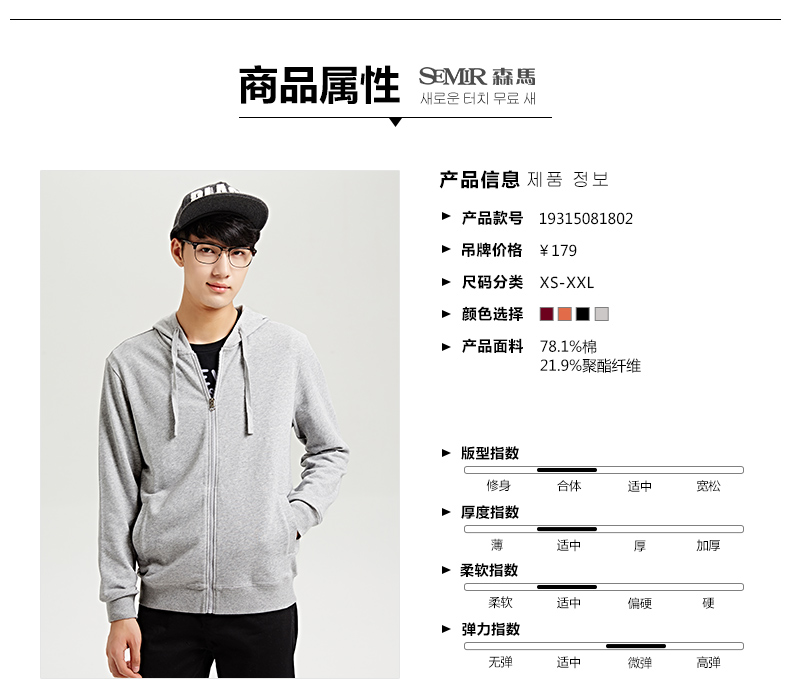 商品属性 SEMIR 森馬
새로운 터치 무료 새
产品信息 제품 정보
产品款号 19315081802
吊牌价格 ¥179
尺码分类 XS-XXL
颜色选择
产品面料 78.1%棉
21.9%聚酯纤维
版型指数
修身 合体 适中 宽松
厚度指数
薄 适中 厚 加厚
柔软指数
柔软 适中 偏硬 硬
弹力指数
无弹 适中 微弹 高弹